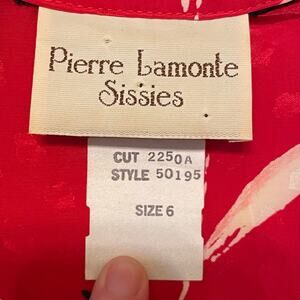 Pierre Lamonte
Sissies
CUT 2250A
STYLE 50195
SIZE 6